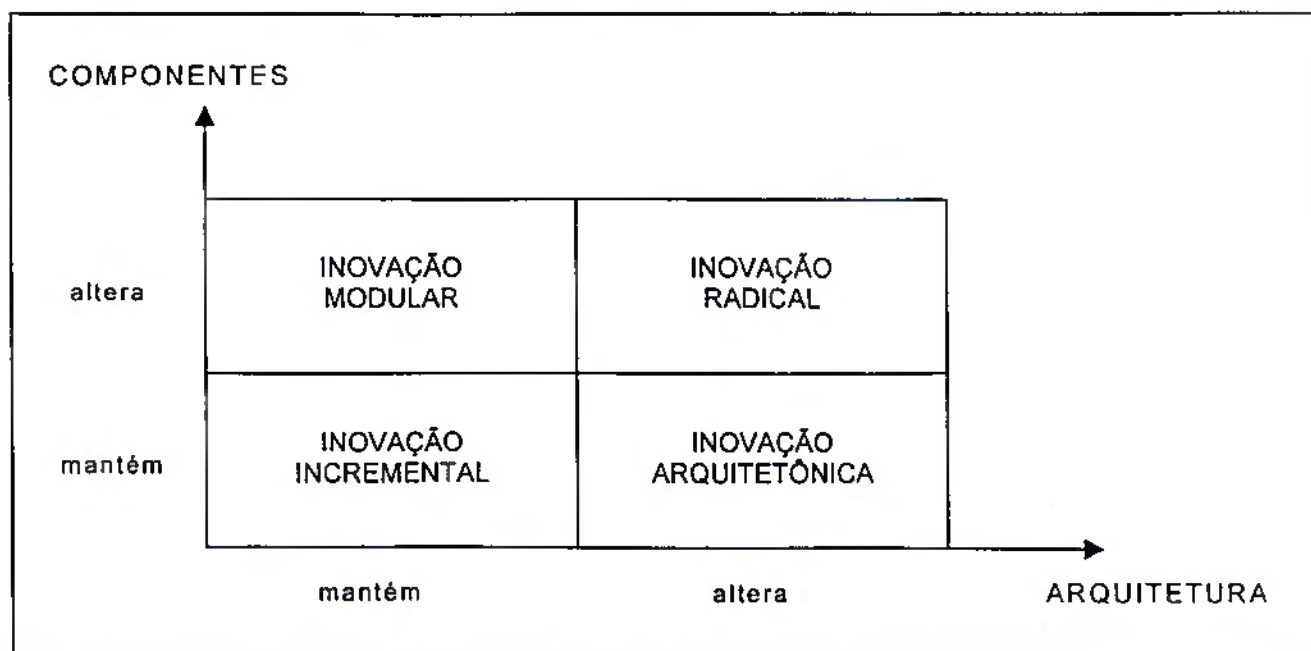 COMPONENTES
altera
INOVAÇÃO
MODULAR
INOVAÇÃO
RADICAL
mantém
INOVAÇÃO
INCREMENTAL
INOVAÇÃO
ARQUITETÔNICA
mantém
altera
ARQUITETURA